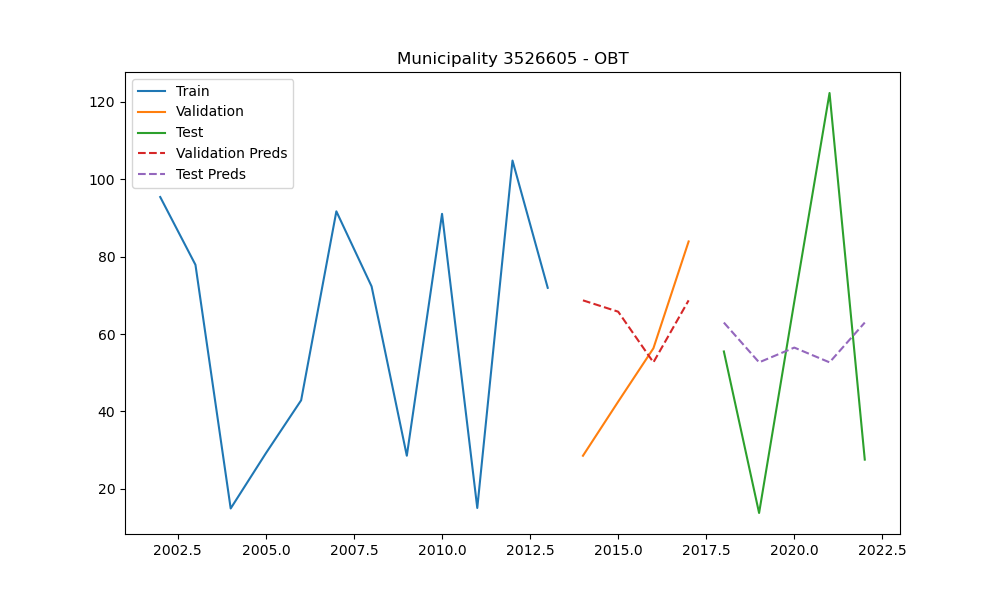 Municipality 3526605 - OBT
Train
Validation
Test
Validation Preds
Test Preds
120
100
80
60
40
20
2002.5 2005.0 2007.5 2010.0 2012.5 2015.0 2017.5 2020.0 2022.5